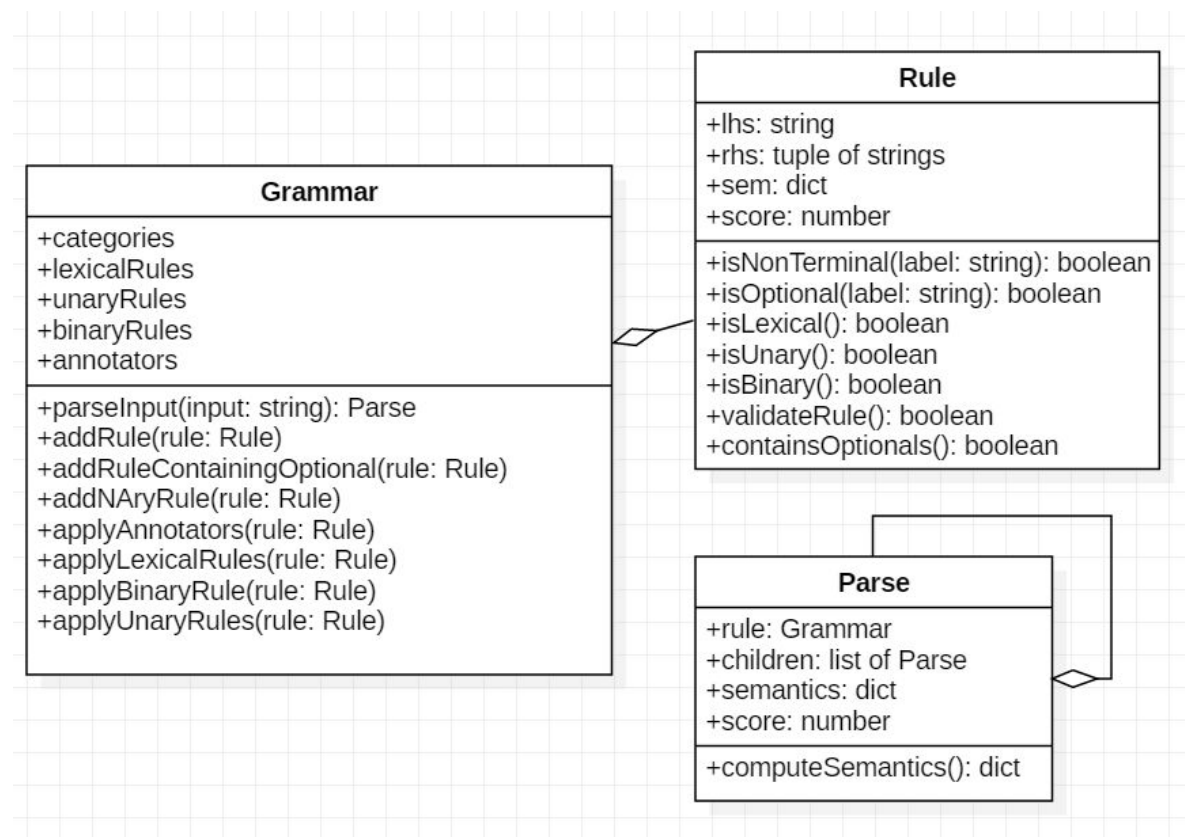 Grammar
+categories
+lexicalRules
+unaryRules
+binaryRules
+annotators
+parseInput(input: string): Parse
+addRule(rule: Rule)
+addRuleContainingOptional(rule: Rule)
+addNAryRule(rule: Rule)
+applyAnnotators(rule: Rule)
+applyLexicalRules(rule: Rule)
+applyBinaryRule(rule: Rule)
+applyUnaryRules(rule: Rule)
Rule
+lhs: string
+rhs: tuple of strings
+sem: dict
+score: number
+isNonTerminal(label: string): boolean
+isOptional(label: string): boolean
+isLexical(): boolean
+isUnary(): boolean
+isBinary(): boolean
+validateRule(): boolean
+containsOptionals(): boolean
Parse
+rule: Grammar
+children: list of Parse
+semantics: dict
+score: number
+computeSemantics(): dict